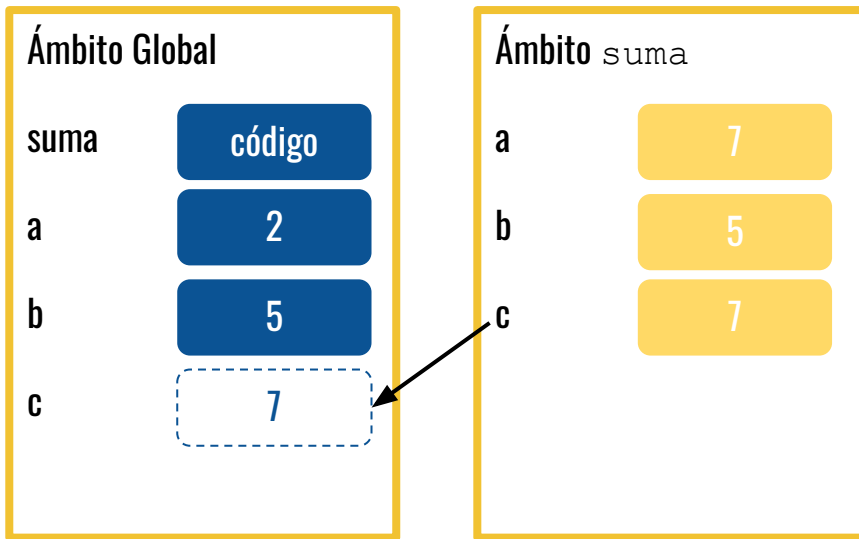 Ámbito Global
suma código
a 2
b 5
c 7
Ámbito suma
a 7
b 5
c 7